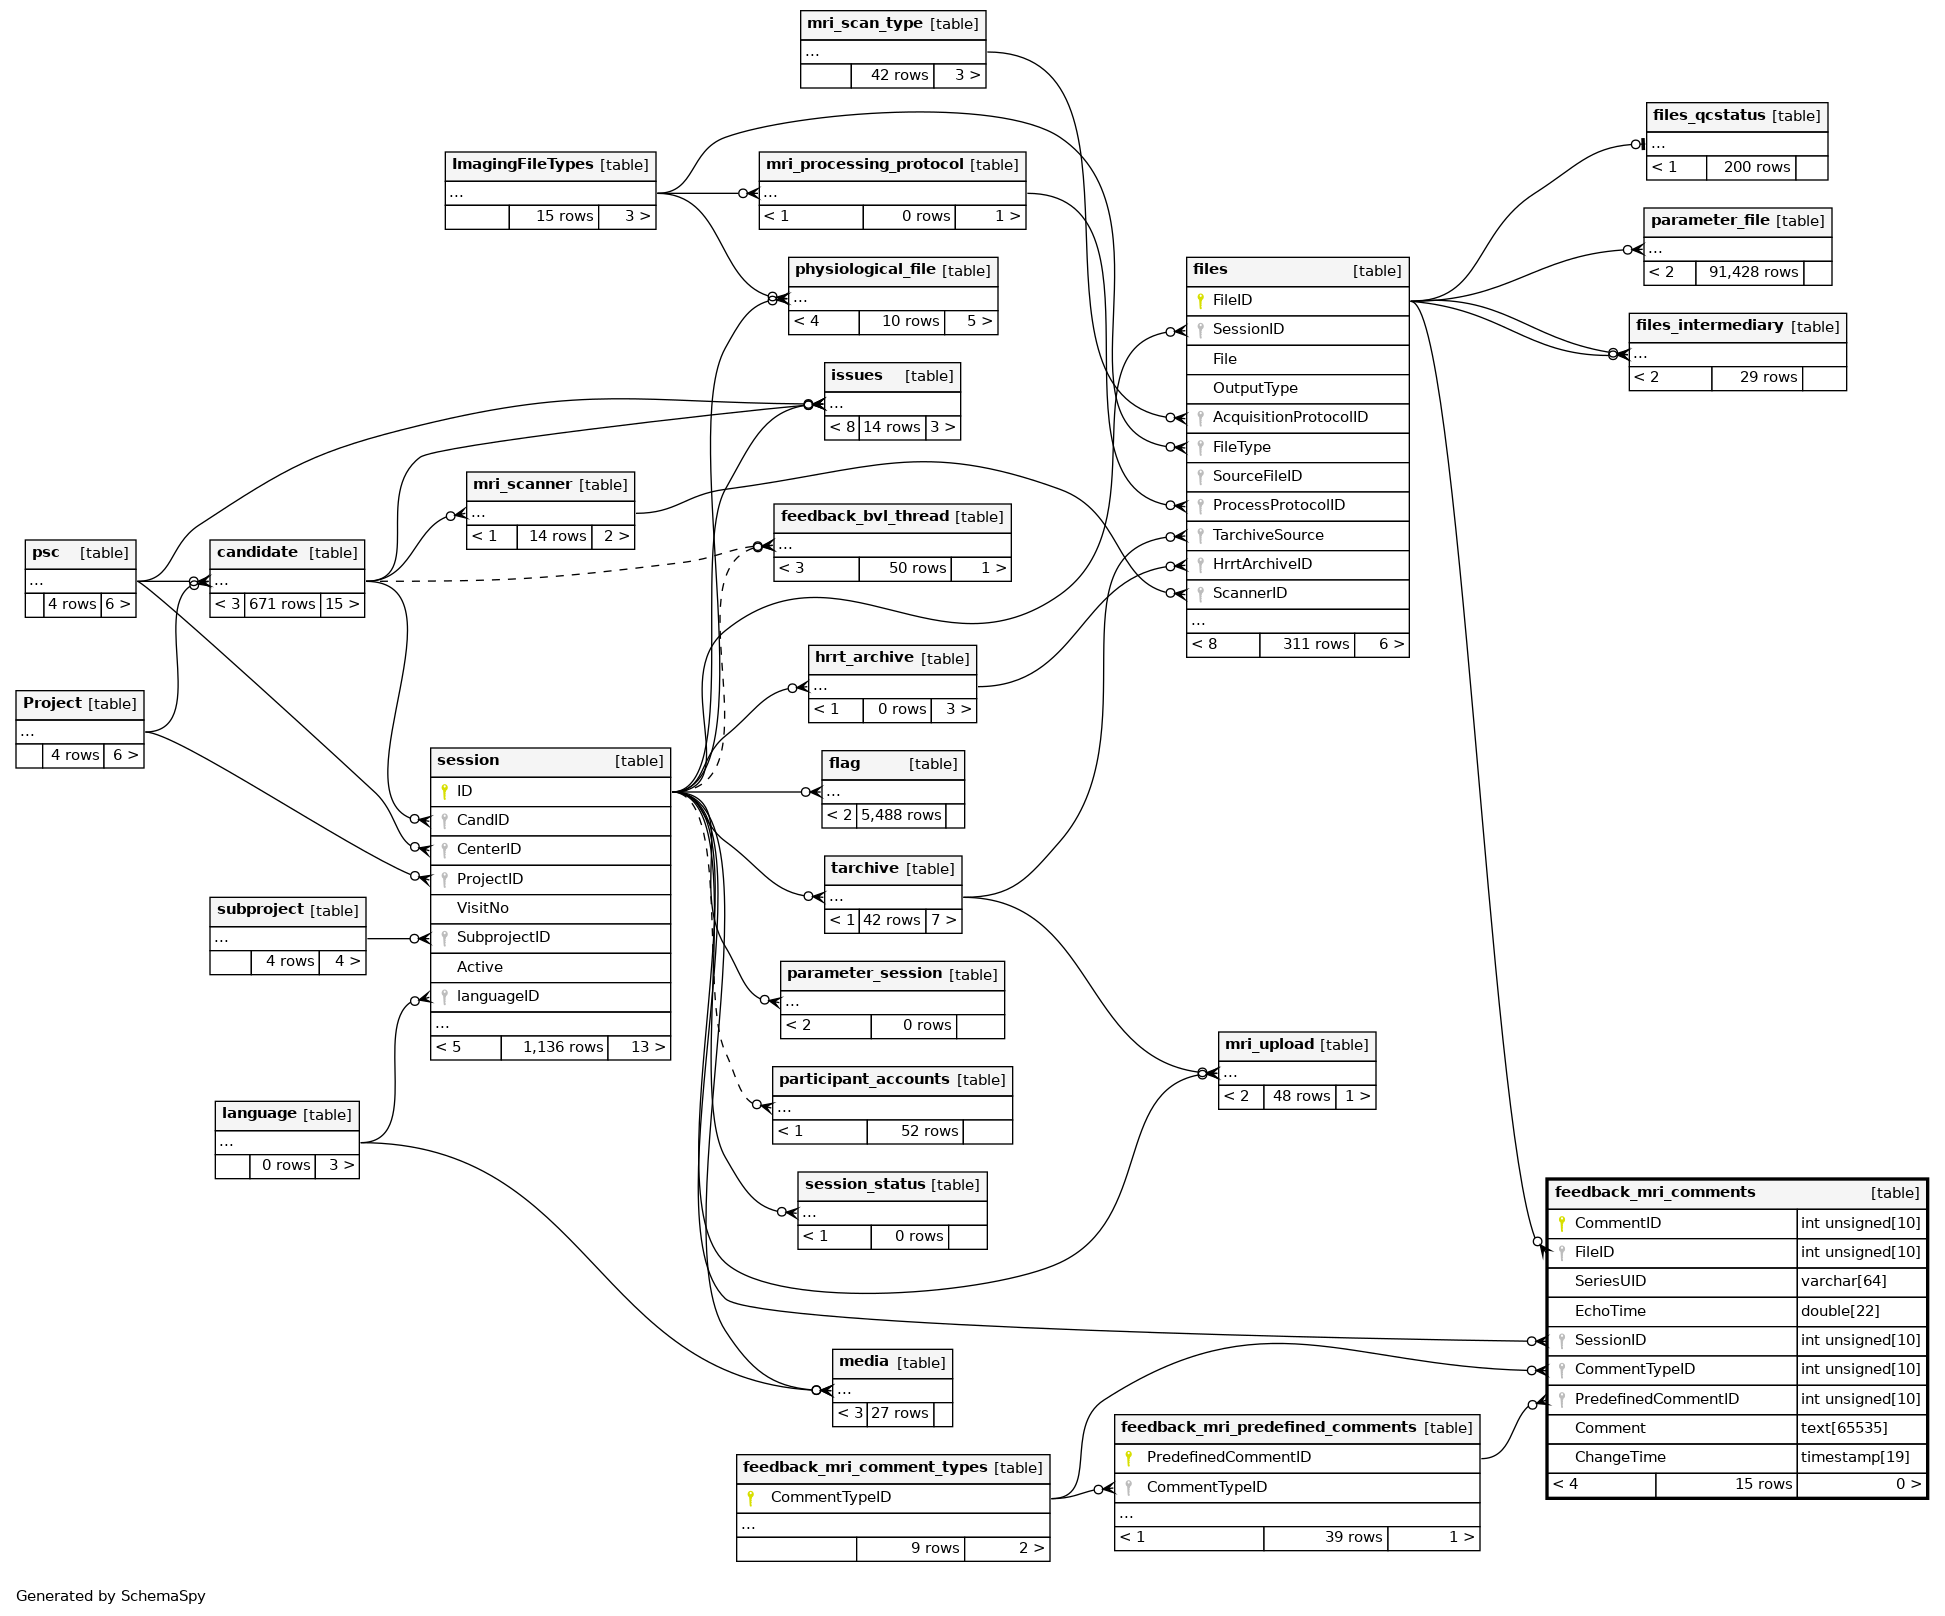 mri_scan_type [table]
...
42 rows 3 >
files_qcstatus [table]
...
< 1 200 rows
ImagingFileTypes [table]
...
15 rows 3 >
mri_processing_protocol [table]
...
< 1 0 rows 1 >
parameter_file [table]
...
< 2 91,428 rows
physiological_file [table]
...
< 4 10 rows 5 >
files [table]
FileID
SessionID
File
OutputType
AcquisitionProtocolID
FileType
SourceFileID
ProcessProtocolID
TarchiveSource
HrrtArchiveID
ScannerID
...
< 8 311 rows 6 >
files_intermediary [table]
...
< 2 29 rows
issues [table]
...
< 8 14 rows 3 >
mri_scanner [table]
...
< 1 14 rows 2 >
feedback_bvl_thread [table]
...
< 3 50 rows 1 >
psc [table]
...
4 rows 6 >
candidate [table]
...
< 3 671 rows 15 >
hrrt_archive [table]
...
< 1 0 rows 3 >
Project [table]
...
4 rows 6 >
session [table]
ID
CandID
CenterID
ProjectID
VisitNo
SubprojectID
Active
languageID
...
< 5 1,136 rows 13 >
flag [table]
...
< 2 5,488 rows
tarchive [table]
...
< 1 42 rows 7 >
subproject [table]
...
4 rows 4 >
parameter_session [table]
...
< 2 0 rows
mri_upload [table]
...
< 2 48 rows 1 >
participant_accounts [table]
...
< 1 52 rows
language [table]
...
0 rows 3 >
session_status [table]
...
< 1 0 rows
feedback_mri_comments [table]
CommentID int unsigned[10]
FileID int unsigned[10]
SeriesUID varchar[64]
EchoTime double[22]
SessionID int unsigned[10]
CommentTypeID int unsigned[10]
PredefinedCommentID int unsigned[10]
Comment text[65535]
ChangeTime timestamp[19]
< 4 15 rows 0 >
media [table]
...
< 3 27 rows
feedback_mri_predefined_comments [table]
PredefinedCommentID
CommentTypeID
...
< 1 39 rows 1 >
feedback_mri_comment_types [table]
CommentTypeID
...
9 rows 2 >
Generated by SchemaSpy